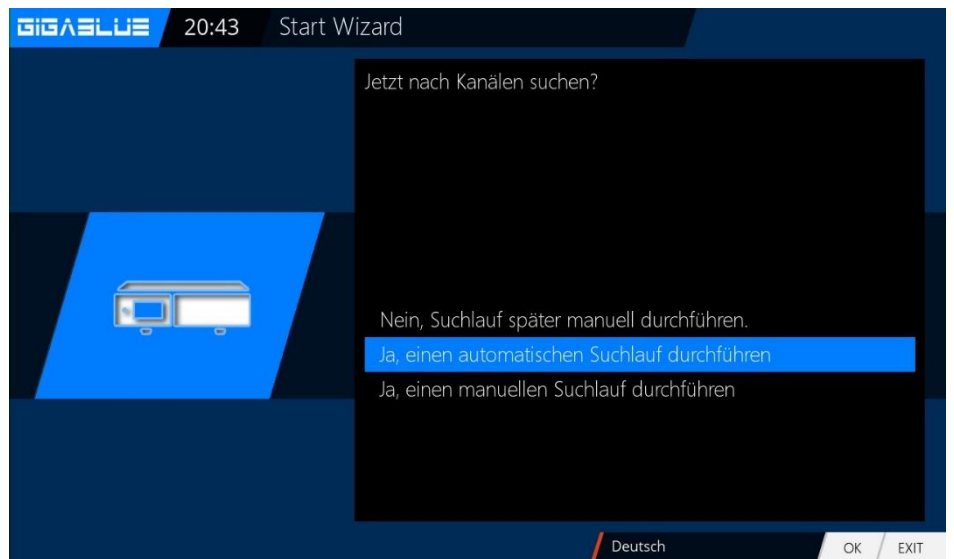 GIGABLUE 20:43 Start Wizard
Jetzt nach Kanälen suchen?
Nein, Suchlauf später manuell durchführen.
Ja, einen automatischen Suchlauf durchführen
Ja, einen manuellen Suchlauf durchführen
Deutsch OK EXIT